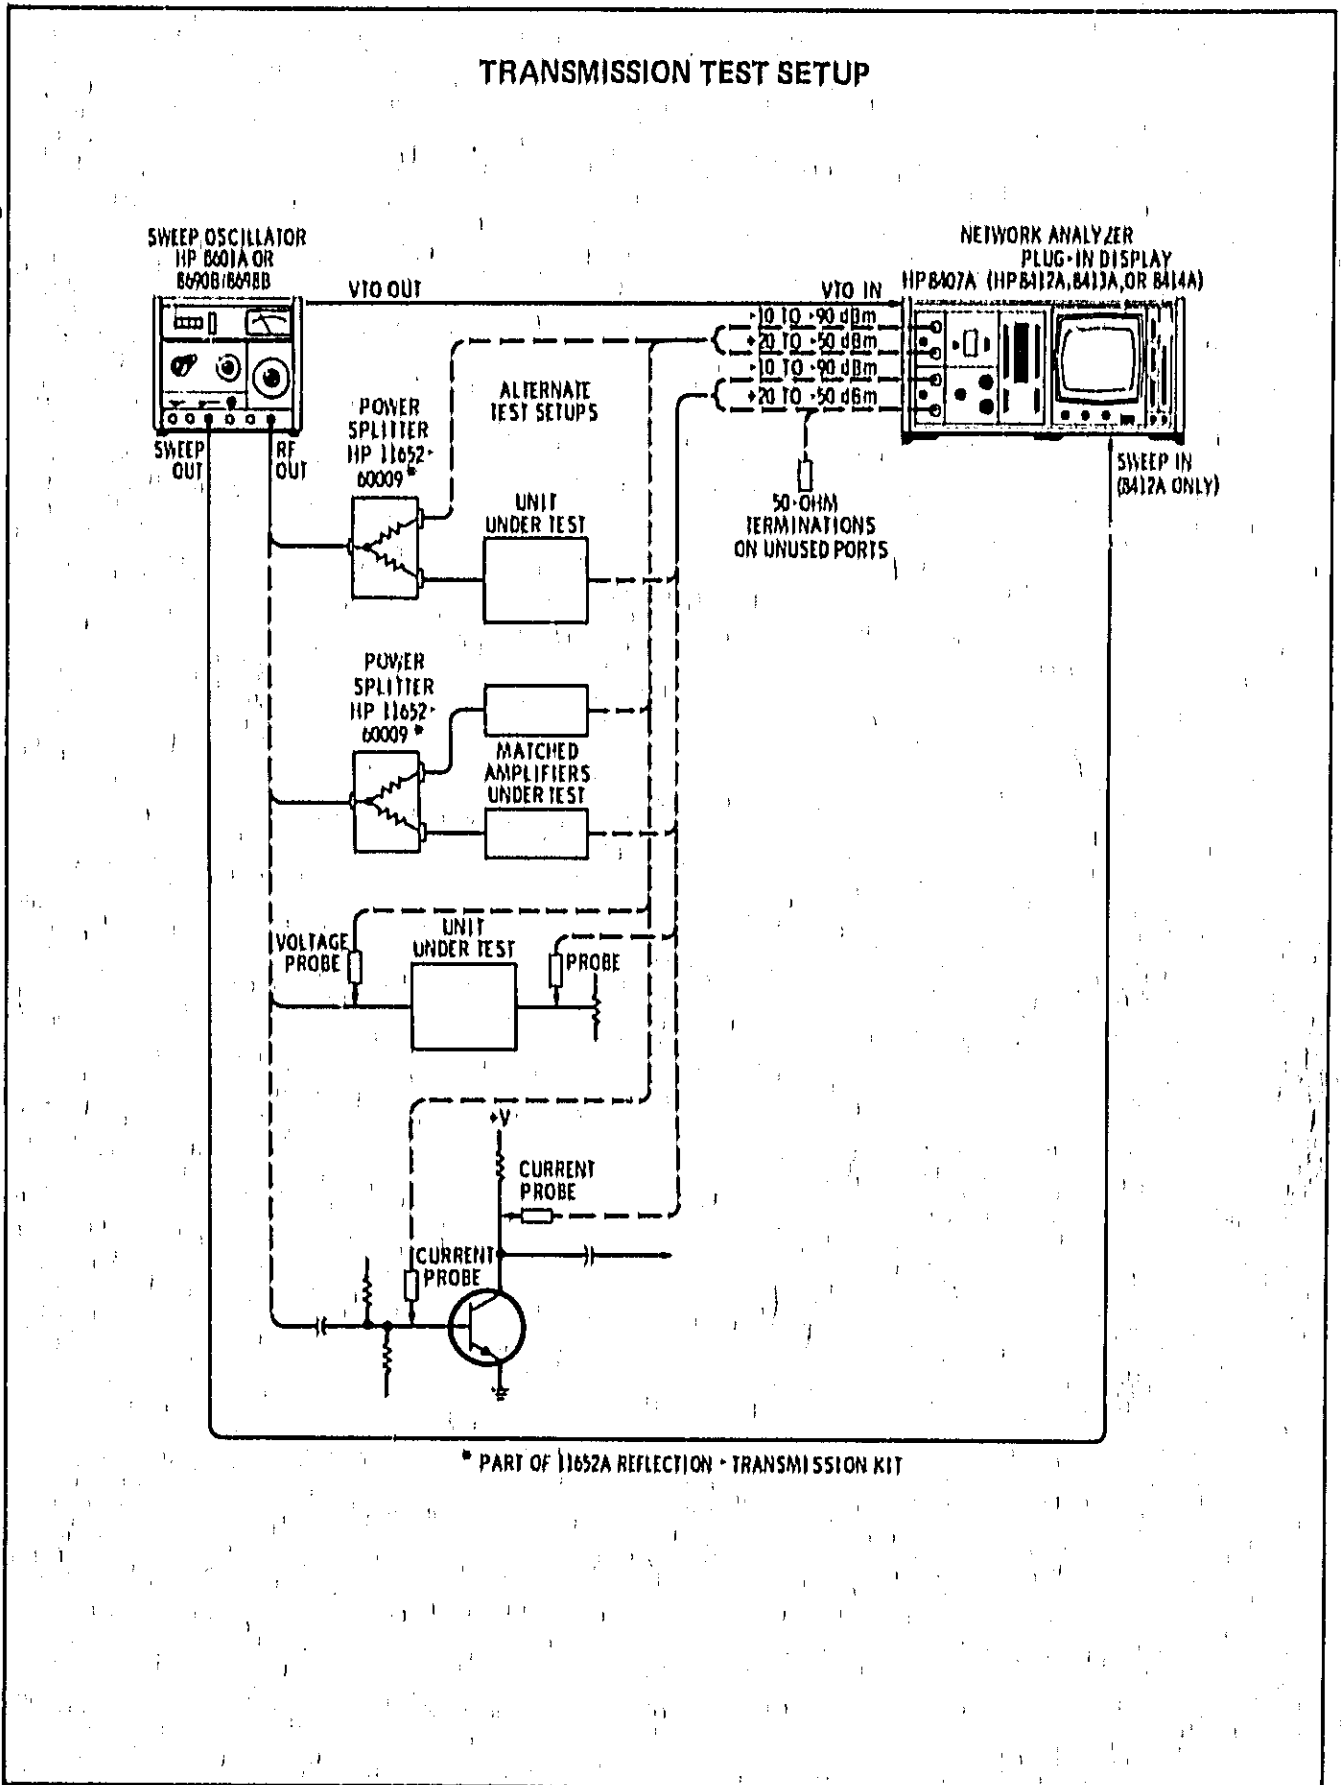 TRANSMISSION TEST SETUP
SWEEP OSCILLATOR
HP 8601A OR
8690B/8698B
NETWORK ANALYZER
PLUG-IN DISPLAY
HP8407A (HP8412A,8413A,OR 8414A)
VTO OUT
VTO IN
-10 TO -90 dBm
+20 TO -50 dBm
-10 TO -90 dBm
+20 TO -50 dBm
ALTERNATE
TEST SETUPS
SWEEP
OUT
RF
OUT
POWER
SPLITTER
HP 11652-
60009*
SWEEP IN
(8412A ONLY)
UNIT
UNDER TEST
50-OHM
TERMINATIONS
ON UNUSED PORTS
POWER
SPLITTER
HP 11652-
60009*
MATCHED
AMPLIFIERS
UNDER TEST
VOLTAGE
PROBE
UNIT
UNDER TEST
PROBE
+V
CURRENT
PROBE
CURRENT
PROBE
* PART OF 11652A REFLECTION - TRANSMISSION KIT